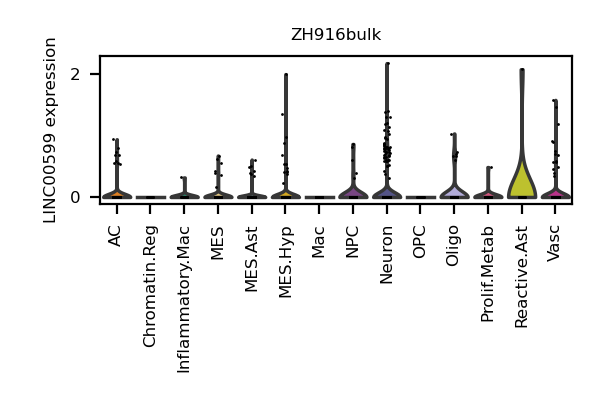 ZH916bulk
LINC00599 expression
2
0
AC
Chromatin.Reg
Inflammatory.Mac
MES
MES.Ast
MES.Hyp
Mac
NPC
Neuron
OPC
Oligo
Prolif.Metab
Reactive.Ast
Vasc